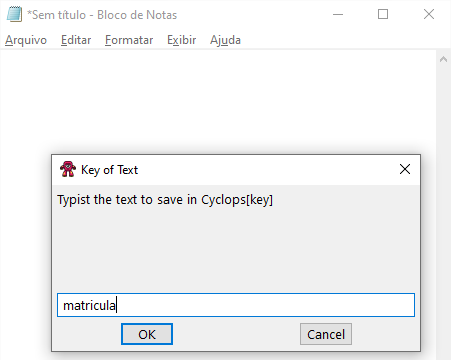 *Sem título - Bloco de Notas
Arquivo Editar Formatar Exibir Ajuda
Key of Text
Typist the text to save in Cyclops[key]
matricula
OK Cancel